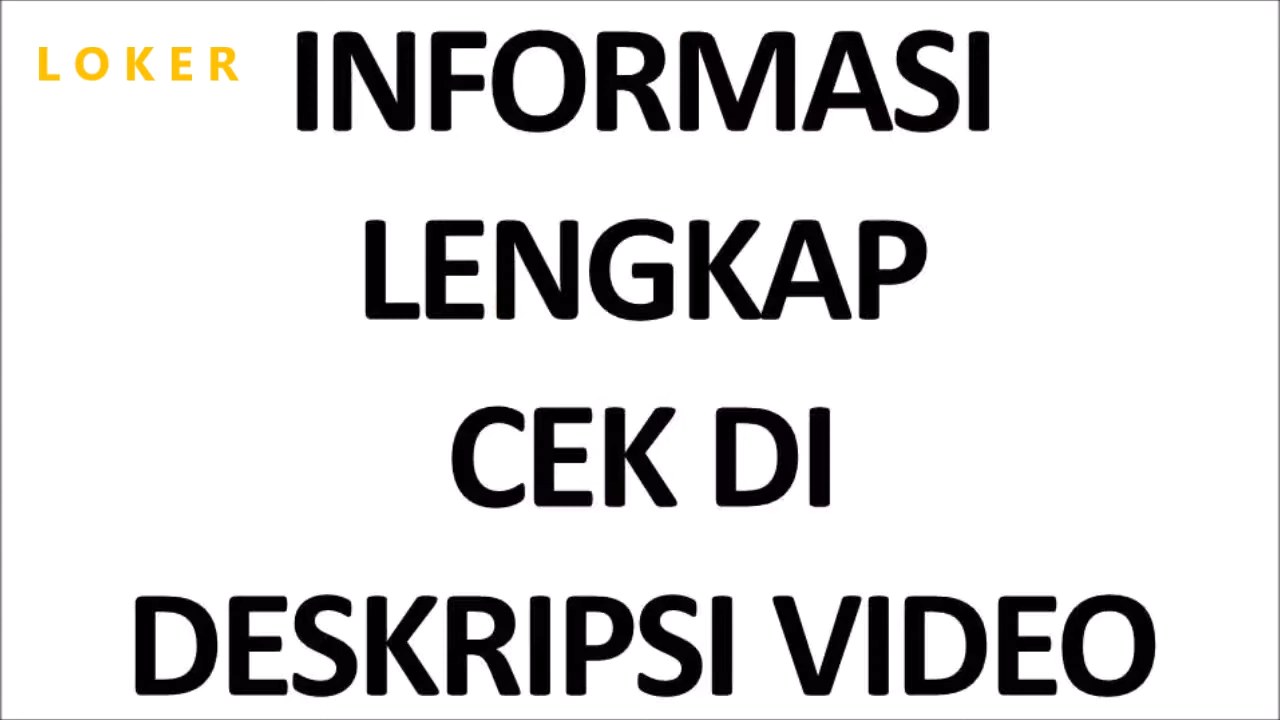 LOKER
INFORMASI
LENGKAP
CEK DI
DESKRIPSI VIDEO